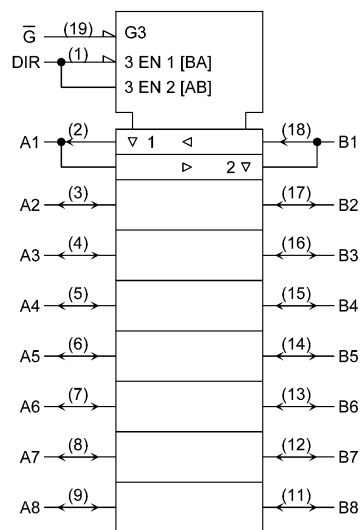 G̅ (19) G3
DIR (1) 3 EN 1 [BA]
3 EN 2 [AB]
A1 (2) ▽ 1 ◁ (18) B1
▷ 2 ▽
A2 (3) (17) B2
A3 (4) (16) B3
A4 (5) (15) B4
A5 (6) (14) B5
A6 (7) (13) B6
A7 (8) (12) B7
A8 (9) (11) B8